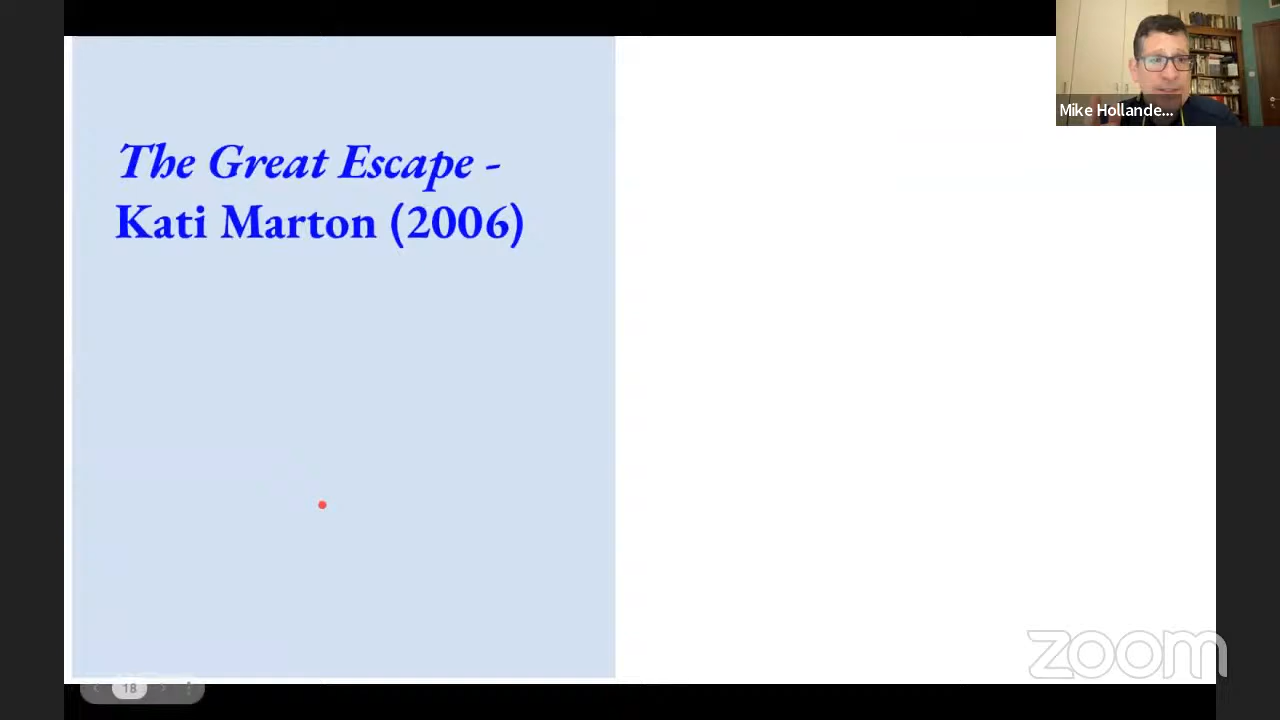 The Great Escape -
Kati Marton (2006)
Mike Hollande...
zoom
18